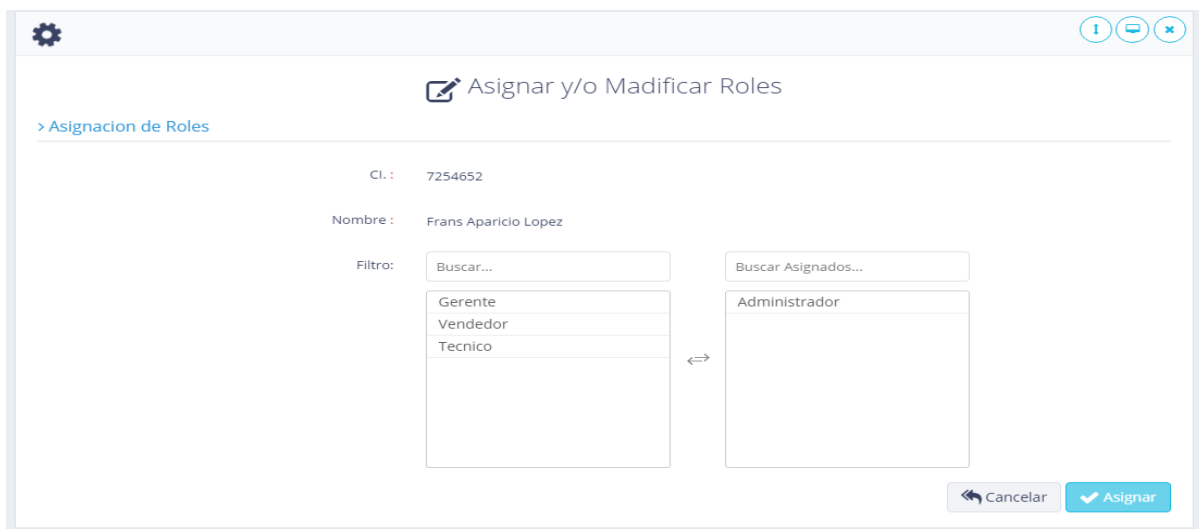 Asignar y/o Madificar Roles
> Asignacion de Roles
CI. : 7254652
Nombre : Frans Aparicio Lopez
Filtro: Buscar... Buscar Asignados...
Gerente Administrador
Vendedor
Tecnico
Cancelar Asignar